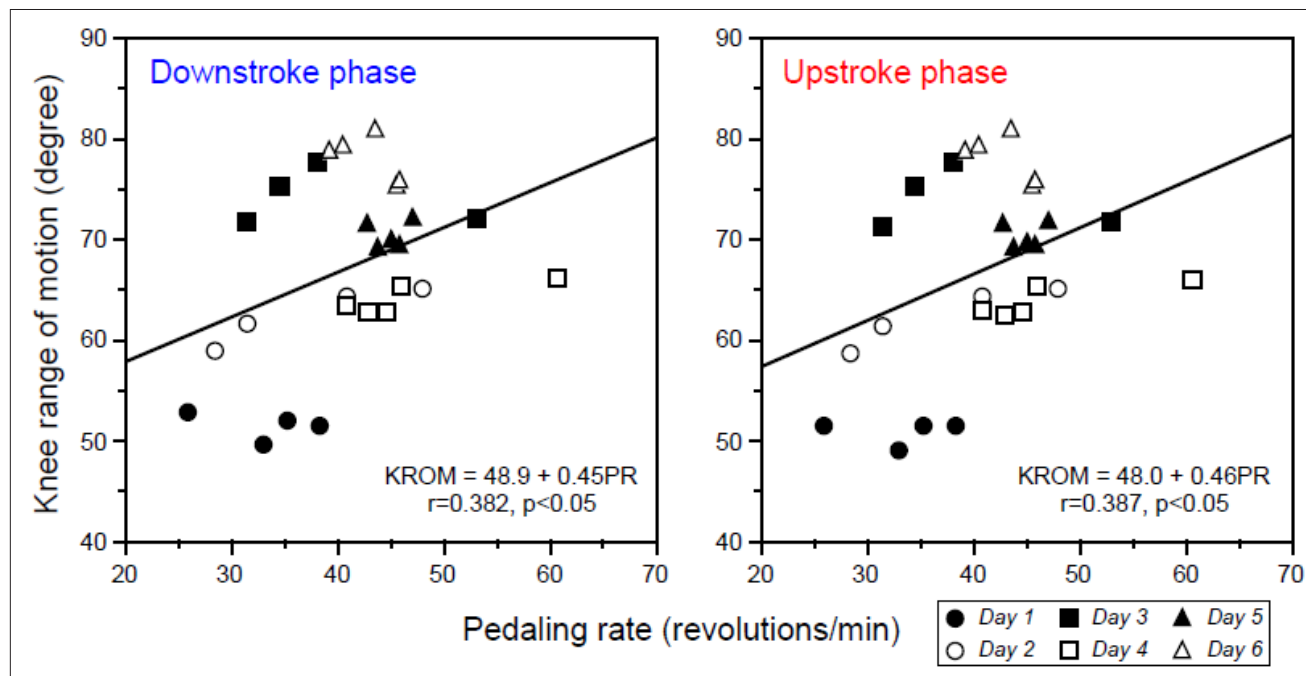 Downstroke phase
Upstroke phase
Knee range of motion (degree)
90
80
70
60
50
40
20 30 40 50 60 70
KROM = 48.9 + 0.45PR
r=0.382, p<0.05
90
80
70
60
50
40
20 30 40 50 60 70
KROM = 48.0 + 0.46PR
r=0.387, p<0.05
Pedaling rate (revolutions/min)
Day 1 Day 3 Day 5
Day 2 Day 4 Day 6